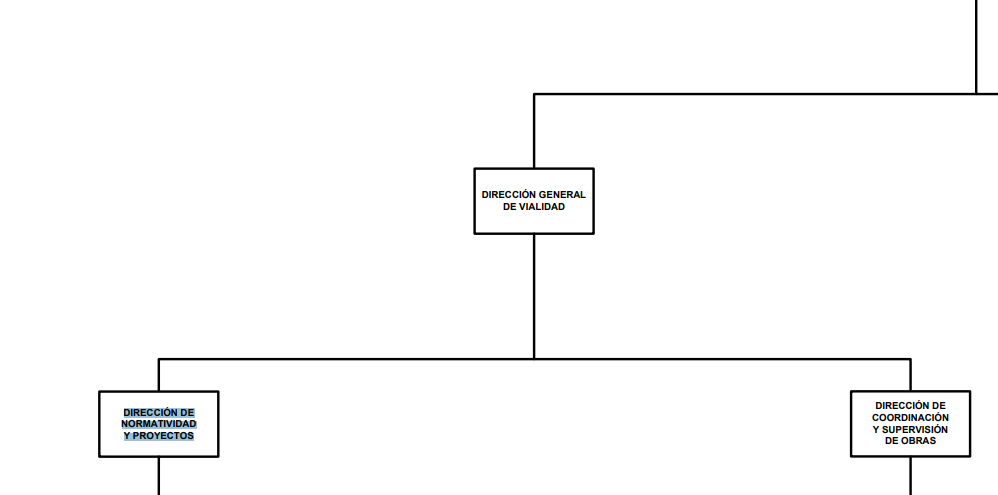 DIRECCIÓN GENERAL
DE VIALIDAD
DIRECCIÓN DE
NORMATIVIDAD
Y PROYECTOS
DIRECCIÓN DE
COORDINACIÓN
Y SUPERVISIÓN
DE OBRAS